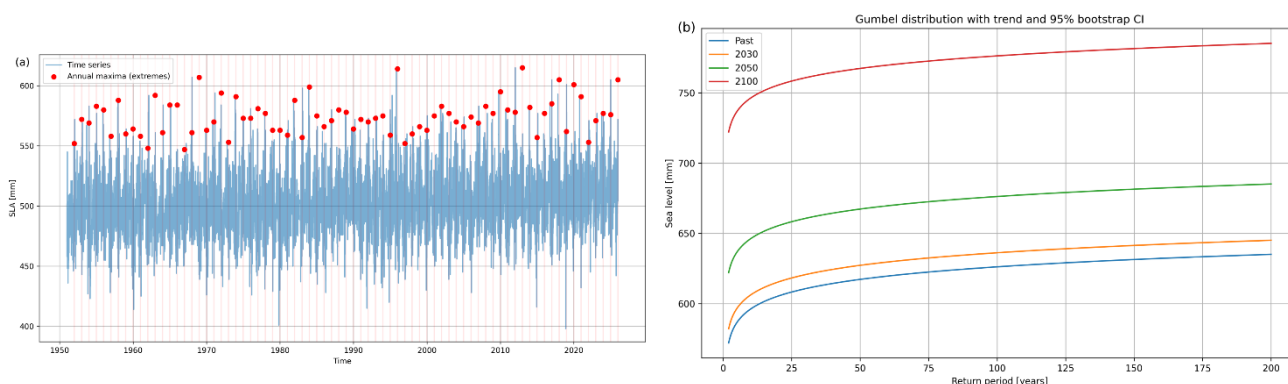 (a)
Time series
Annual maxima (extremes)
SLA [mm]
600
550
500
450
400
1950
1960
1970
1980
1990
2000
2010
2020
Time
(b)
Gumbel distribution with trend and 95% bootstrap CI
Past
2030
2050
2100
Sea level [mm]
750
700
650
600
0
25
50
75
100
125
150
175
200
Return period [years]